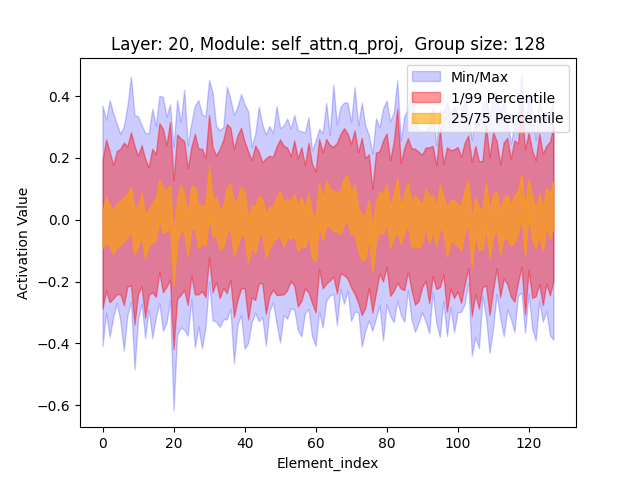 Layer: 20, Module: self_attn.q_proj,  Group size: 128
Min/Max
1/99 Percentile
25/75 Percentile
Activation Value
0.4
0.2
0.0
−0.2
−0.4
−0.6
0 20 40 60 80 100 120
Element_index